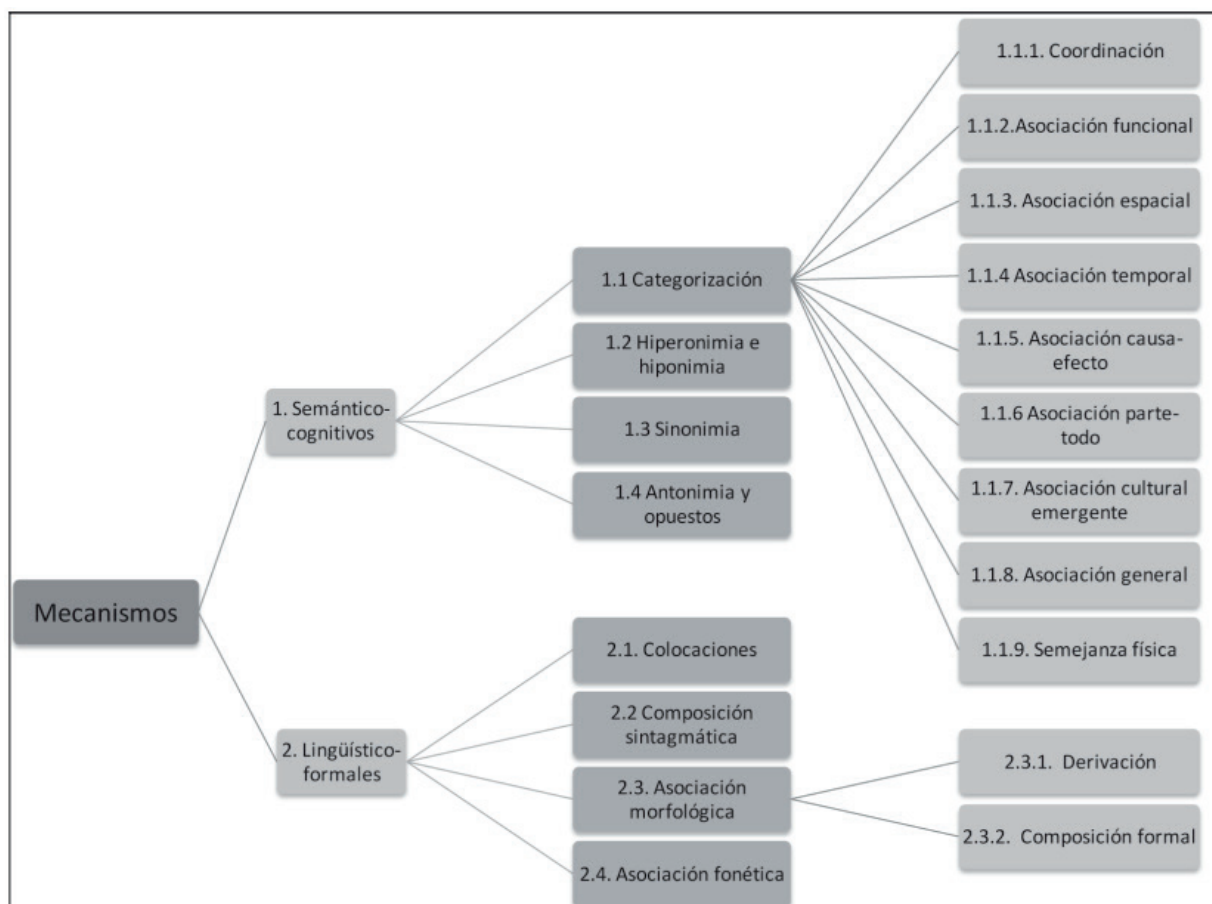 Mecanismos
1. Semántico-
cognitivos
1.1 Categorización
1.1.1. Coordinación
1.1.2.Asociación funcional
1.1.3. Asociación espacial
1.1.4 Asociación temporal
1.1.5. Asociación causa-
efecto
1.1.6 Asociación parte-
todo
1.1.7. Asociación cultural
emergente
1.1.8. Asociación general
1.1.9. Semejanza física
1.2 Hiperonimia e
hiponimia
1.3 Sinonimia
1.4 Antonimia y
opuestos
2. Lingüístico-
formales
2.1. Colocaciones
2.2 Composición
sintagmática
2.3. Asociación
morfológica
2.3.1. Derivación
2.3.2. Composición formal
2.4. Asociación fonética